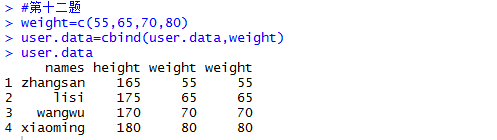 > #第十二题
> weight=c(55,65,70,80)
> user.data=cbind(user.data,weight)
> user.data
names height weight weight
1 zhangsan 165 55 55
2 lisi 175 65 65
3 wangwu 170 70 70
4 xiaoming 180 80 80